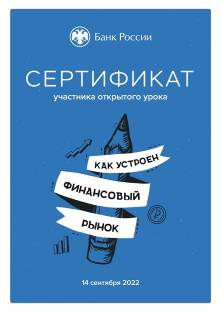 Банк России
СЕРТИФИКАТ
участника открытого урока
КАК УСТРОЕН
ФИНАНСОВЫЙ
РЫНОК
14 сентября 2022